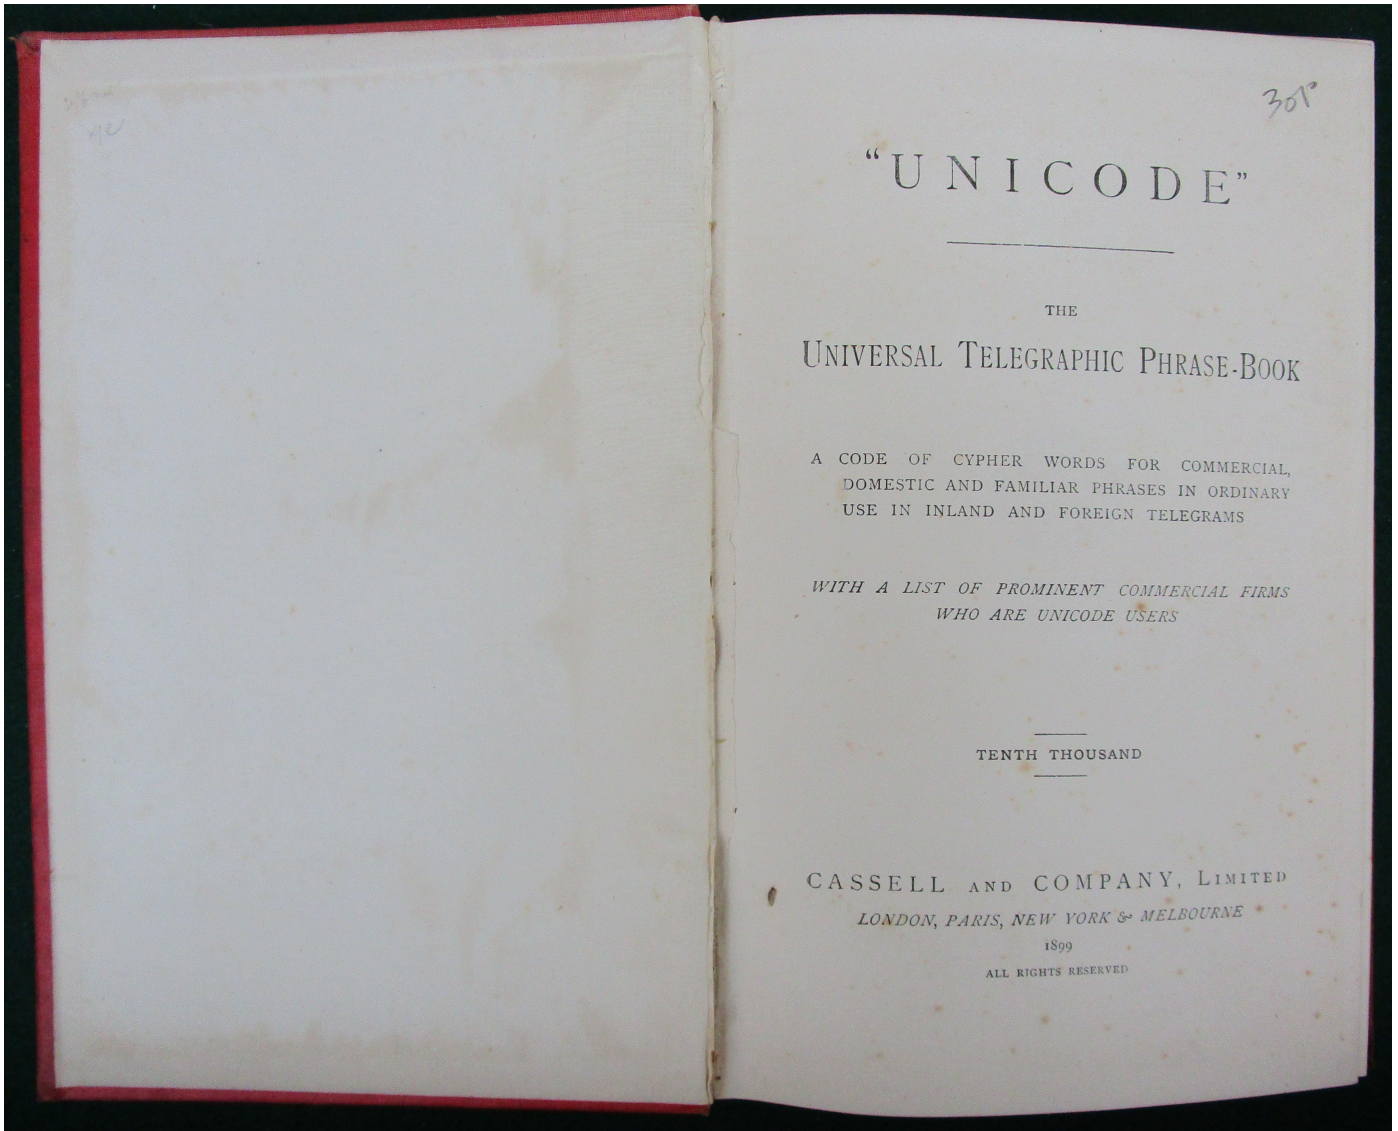 "UNICODE"
THE
UNIVERSAL TELEGRAPHIC PHRASE-BOOK
A CODE OF CYPHER WORDS FOR COMMERCIAL,
DOMESTIC AND FAMILIAR PHRASES IN ORDINARY
USE IN INLAND AND FOREIGN TELEGRAMS
WITH A LIST OF PROMINENT COMMERCIAL FIRMS
WHO ARE UNICODE USERS
TENTH THOUSAND
CASSELL AND COMPANY, LIMITED
LONDON, PARIS, NEW YORK & MELBOURNE
1899
ALL RIGHTS RESERVED